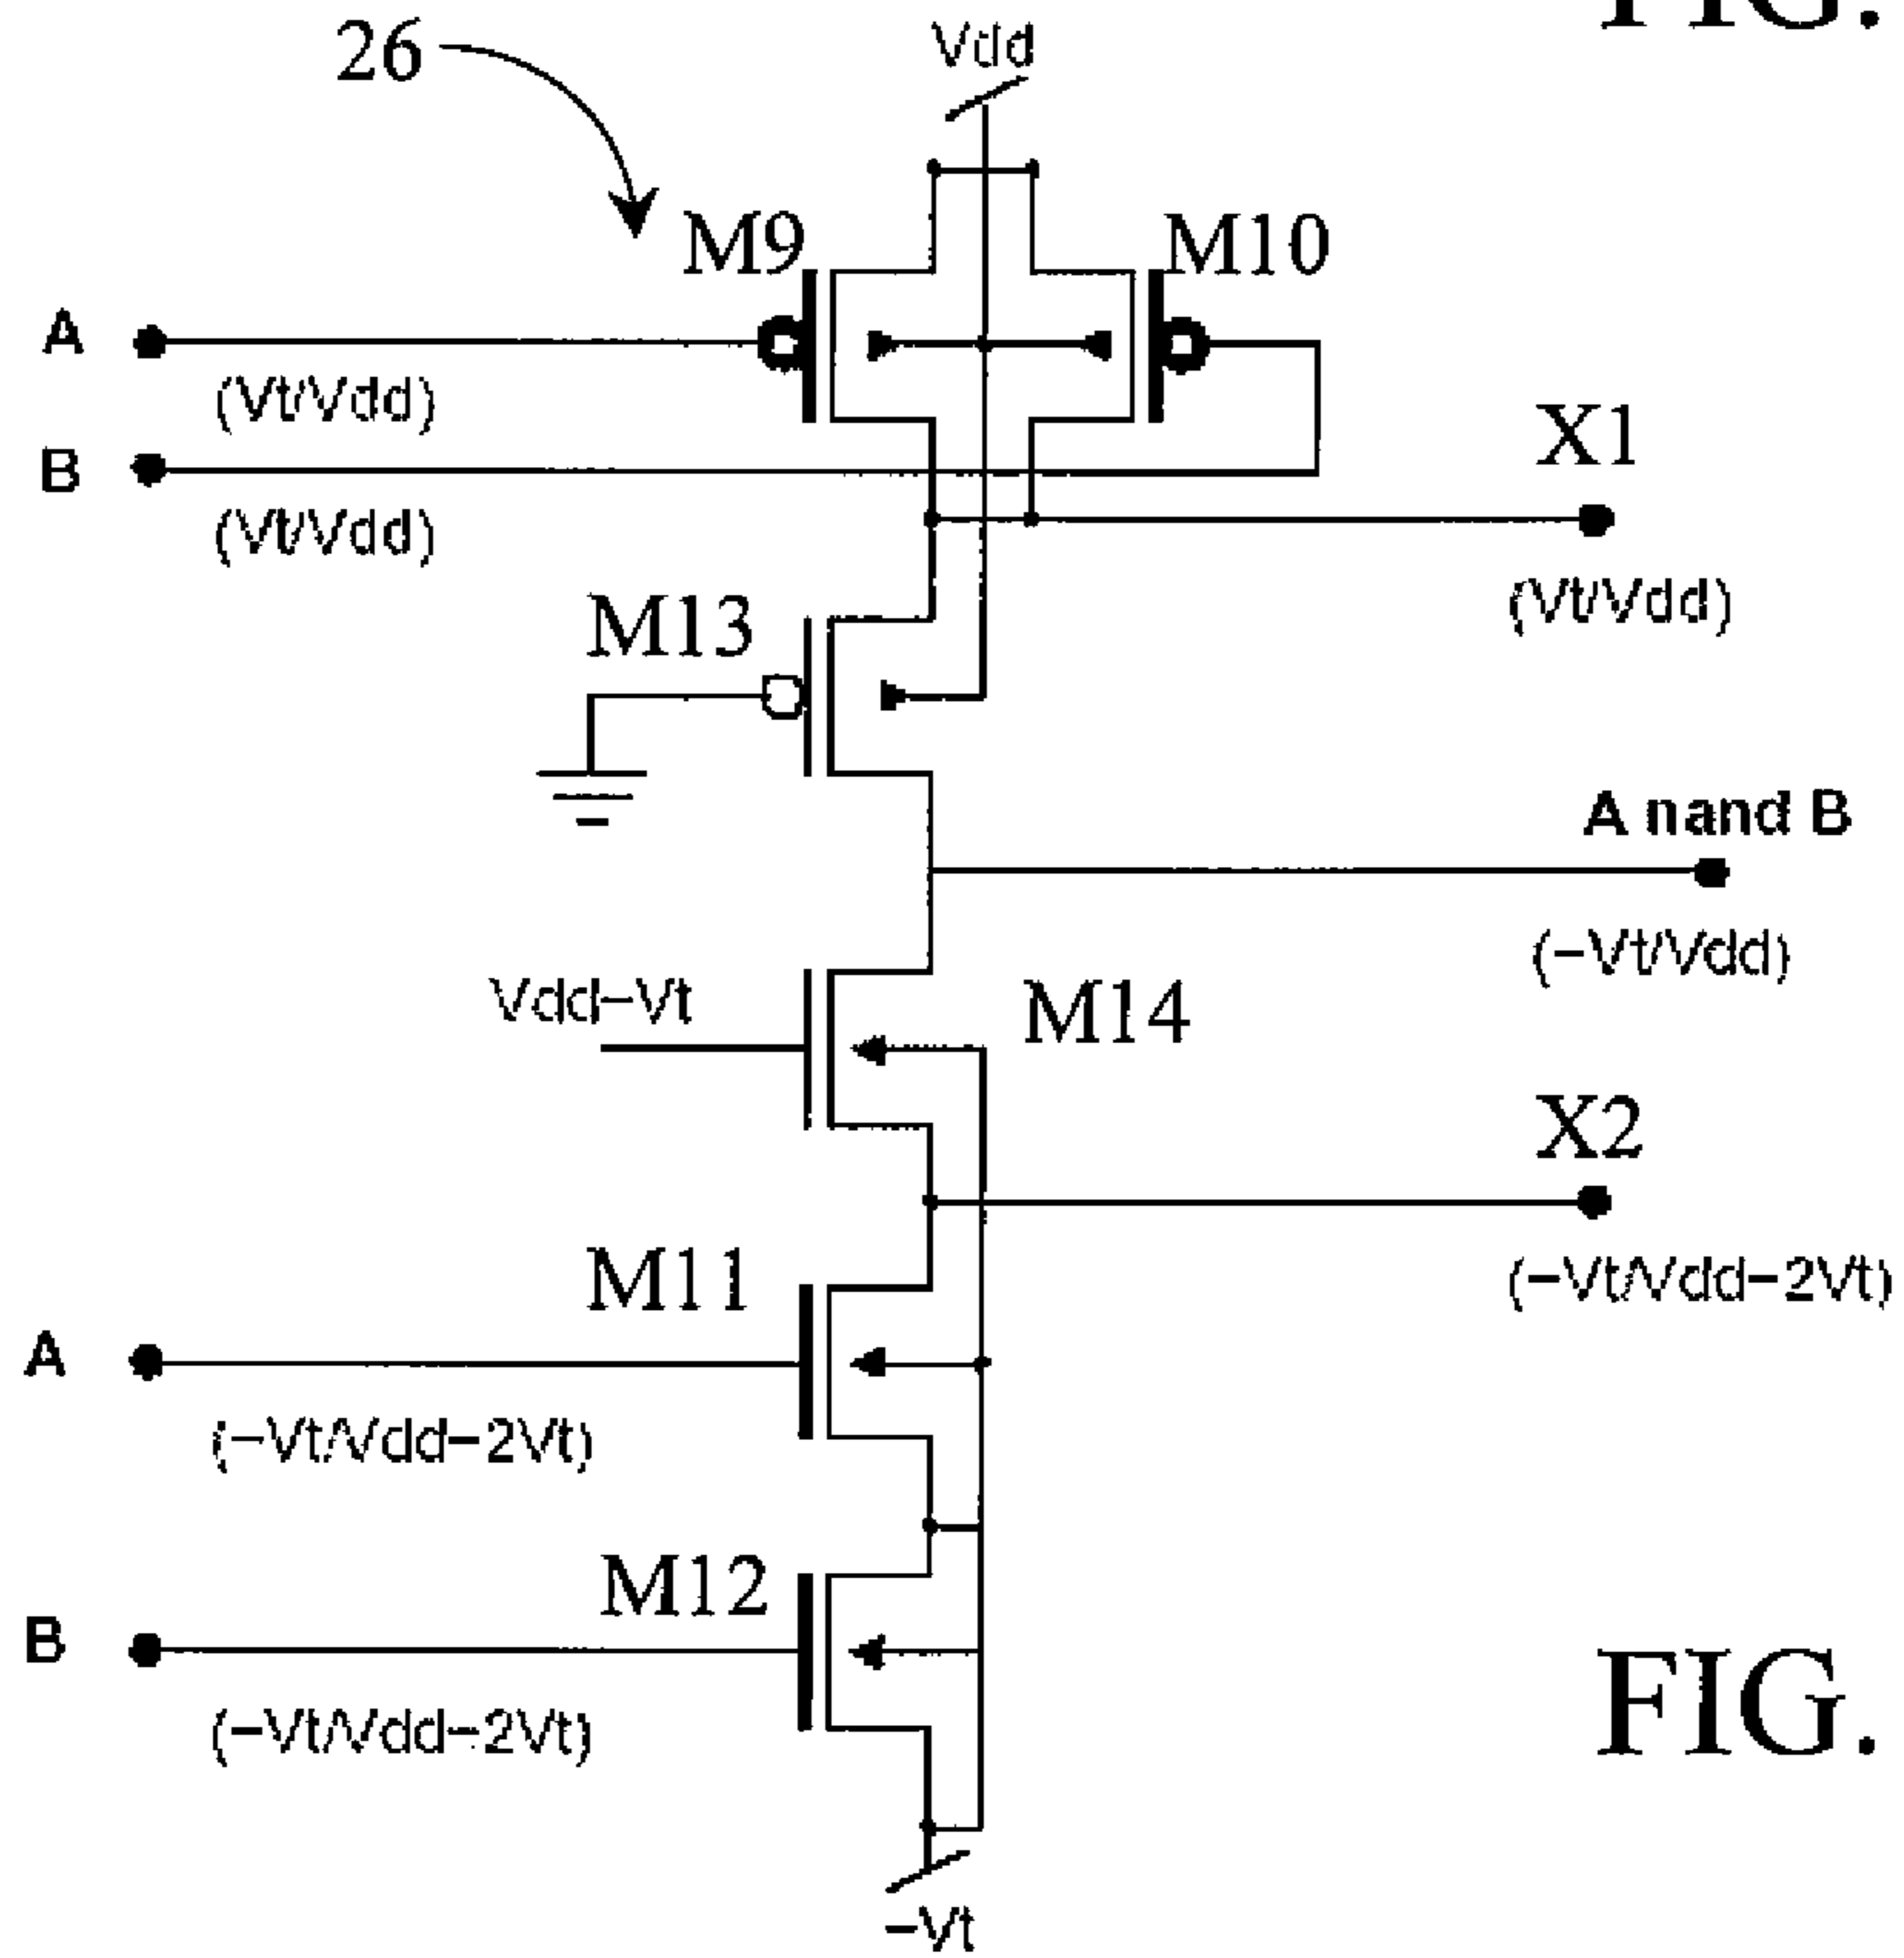 FIG.
26
Vdd
M9
M10
A
(Vt/Vdd)
X1
B
(Vt/Vdd)
(Vt/Vdd)
M13
A nand B
(-Vt/Vdd)
Vdd-Vt
M14
X2
M11
(-Vt/Vdd-2Vt)
A
(-Vt/Vdd-2Vt)
M12
B
(-Vt/Vdd-2Vt)
FIG.
-Vt